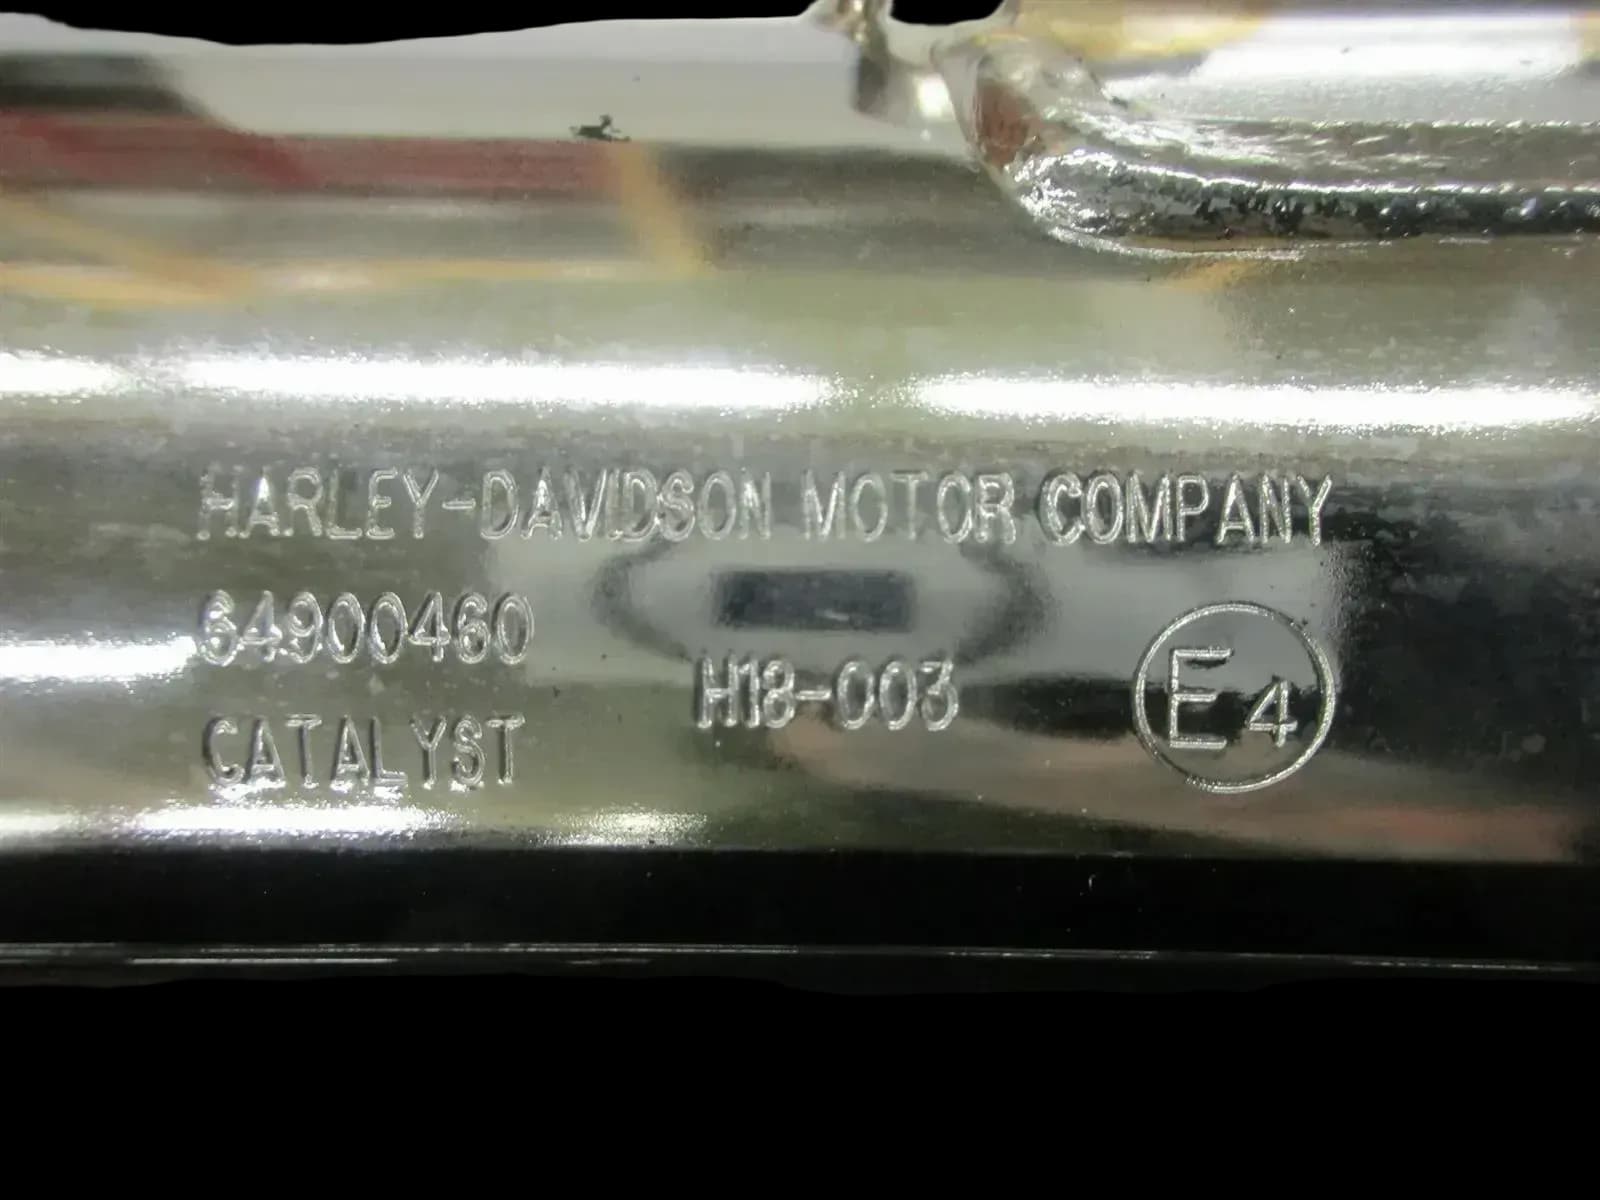 HARLEY-DAVIDSON MOTOR COMPANY
64900460
H18-003
E4
CATALYST